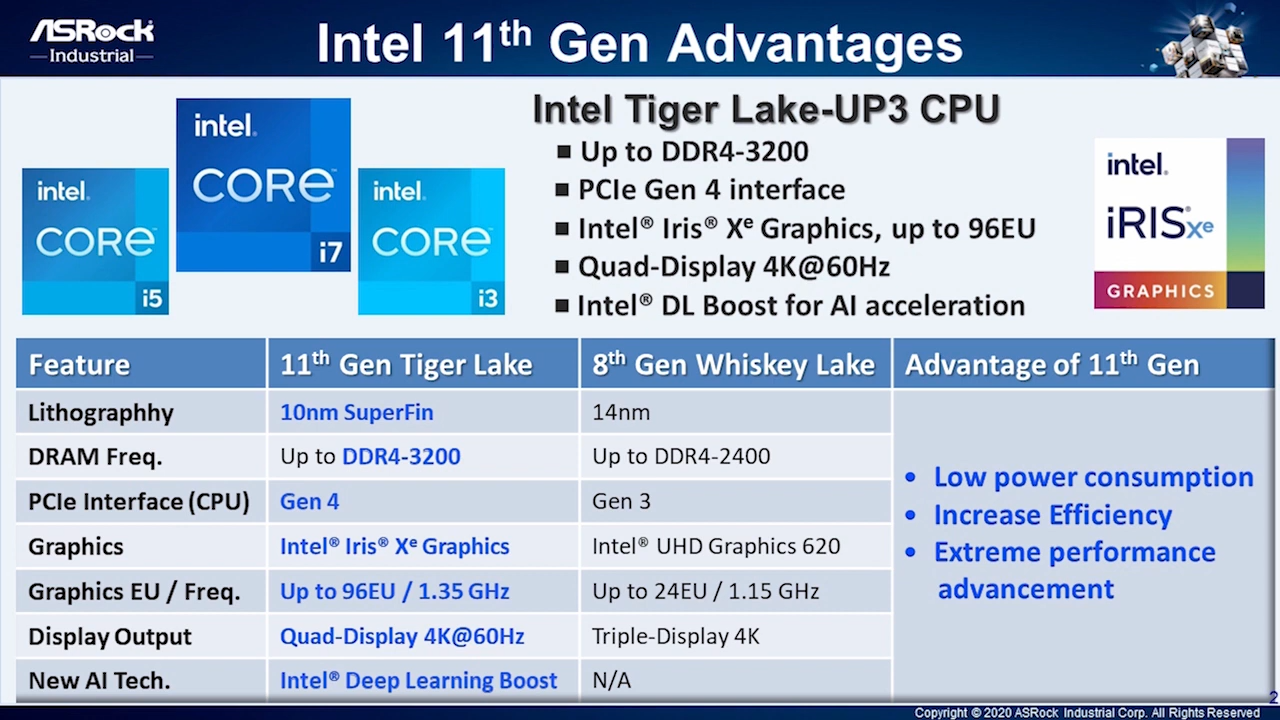 ASRock
Industrial
Intel 11th Gen Advantages
intel.
CORE
i5
intel.
CORE
i7
intel.
CORE
i3
Intel Tiger Lake-UP3 CPU
■ Up to DDR4-3200
■ PCIe Gen 4 interface
■ Intel® Iris® Xe Graphics, up to 96EU
■ Quad-Display 4K@60Hz
■ Intel® DL Boost for AI acceleration
intel.
iRIS® Xe
GRAPHICS
Feature 11th Gen Tiger Lake 8th Gen Whiskey Lake Advantage of 11th Gen
Lithographhy 10nm SuperFin 14nm
DRAM Freq. Up to DDR4-3200 Up to DDR4-2400
PCIe Interface (CPU) Gen 4 Gen 3
Graphics Intel® Iris® Xe Graphics Intel® UHD Graphics 620
Graphics EU / Freq. Up to 96EU / 1.35 GHz Up to 24EU / 1.15 GHz
Display Output Quad-Display 4K@60Hz Triple-Display 4K
New AI Tech. Intel® Deep Learning Boost N/A
• Low power consumption
• Increase Efficiency
• Extreme performance
advancement
2
Copyright © 2020 ASRock Industrial Corp. All Rights Reserved